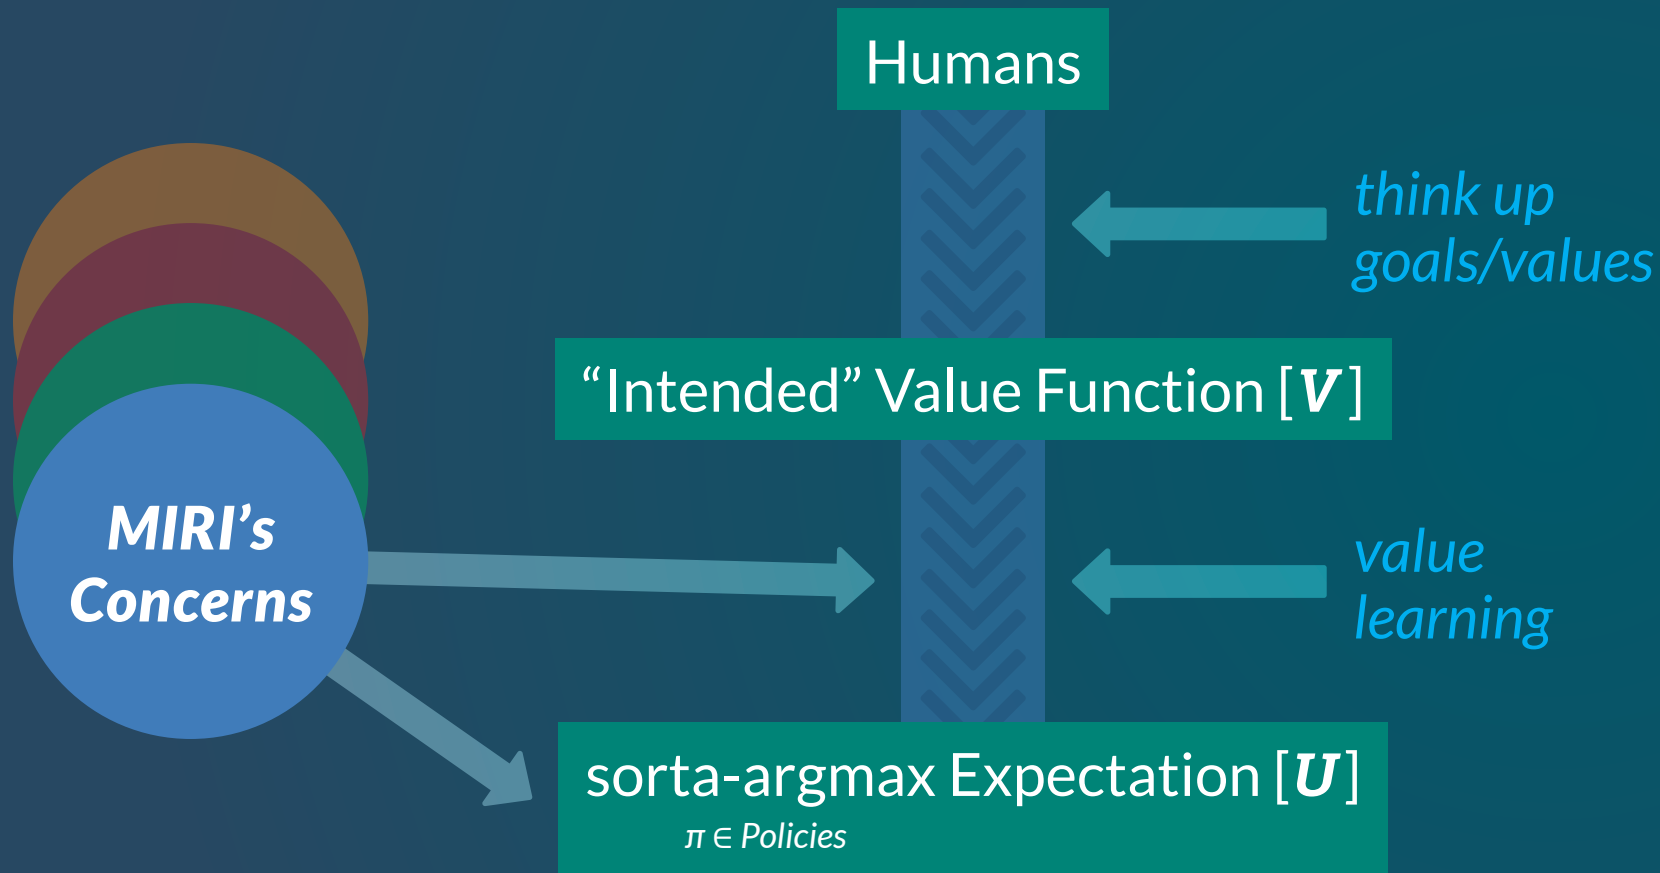 Humans
think up
goals/values
“Intended” Value Function [V]
MIRI’s
Concerns
value
learning
sorta-argmax Expectation [U]
π ∈ Policies